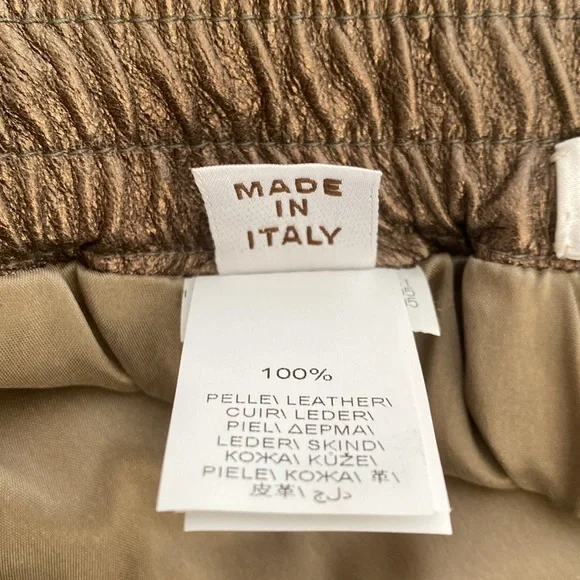 MADE
IN
ITALY
100%
PELLE\ LEATHER\
CUIR\ LEDER\
PIEL\ ΔΕΡΜΑ\
LEDER\ SKIND\
КОЖА\ KŮŽE\
PIELE\ КОЖА\ 革\
皮革\ جلد\